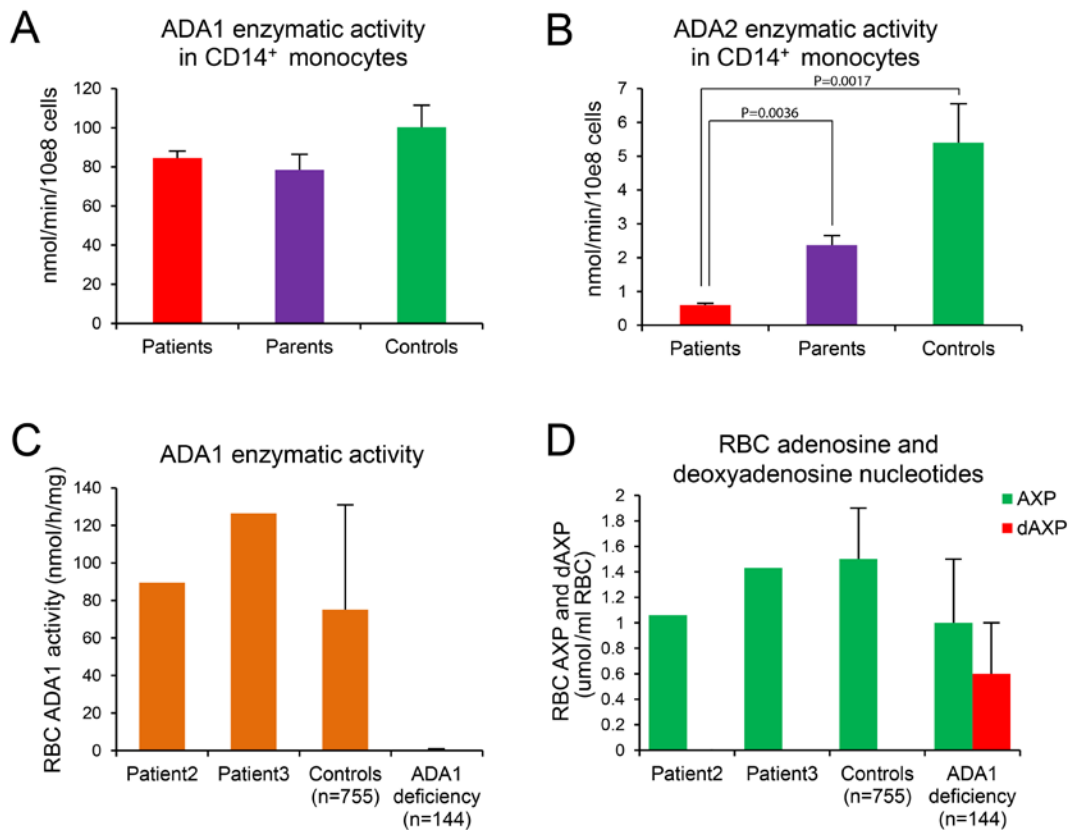 A
ADA1 enzymatic activity
in CD14⁺ monocytes
nmol/min/10e8 cells
120
100
80
60
40
20
0
Patients
Parents
Controls
B
ADA2 enzymatic activity
in CD14⁺ monocytes
P=0.0017
P=0.0036
nmol/min/10e8 cells
7
6
5
4
3
2
1
0
Patients
Parents
Controls
C
ADA1 enzymatic activity
RBC ADA1 activity (nmol/h/mg)
140
120
100
80
60
40
20
0
Patient2
Patient3
Controls
(n=755)
ADA1
deficiency
(n=144)
D
RBC adenosine and
deoxyadenosine nucleotides
AXP
dAXP
RBC AXP and dAXP
(umol/ml RBC)
2
1.8
1.6
1.4
1.2
1
0.8
0.6
0.4
0.2
0
Patient2
Patient3
Controls
(n=755)
ADA1
deficiency
(n=144)